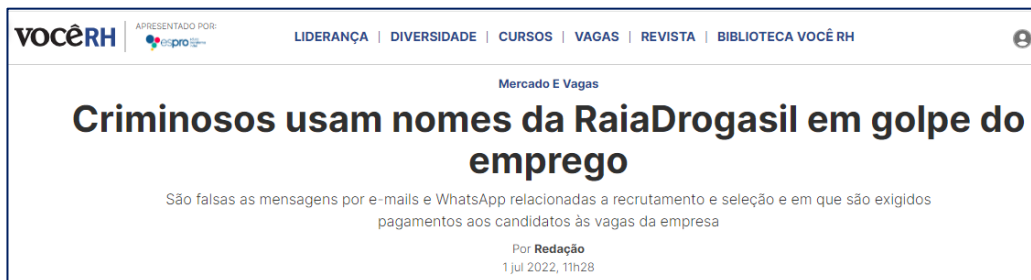 VOCÊRH
APRESENTADO POR:
espro
LIDERANÇA | DIVERSIDADE | CURSOS | VAGAS | REVISTA | BIBLIOTECA VOCÊ RH
Mercado E Vagas
Criminosos usam nomes da RaiaDrogasil em golpe do
emprego
São falsas as mensagens por e-mails e WhatsApp relacionadas a recrutamento e seleção e em que são exigidos
pagamentos aos candidatos às vagas da empresa
Por Redação
1 jul 2022, 11h28